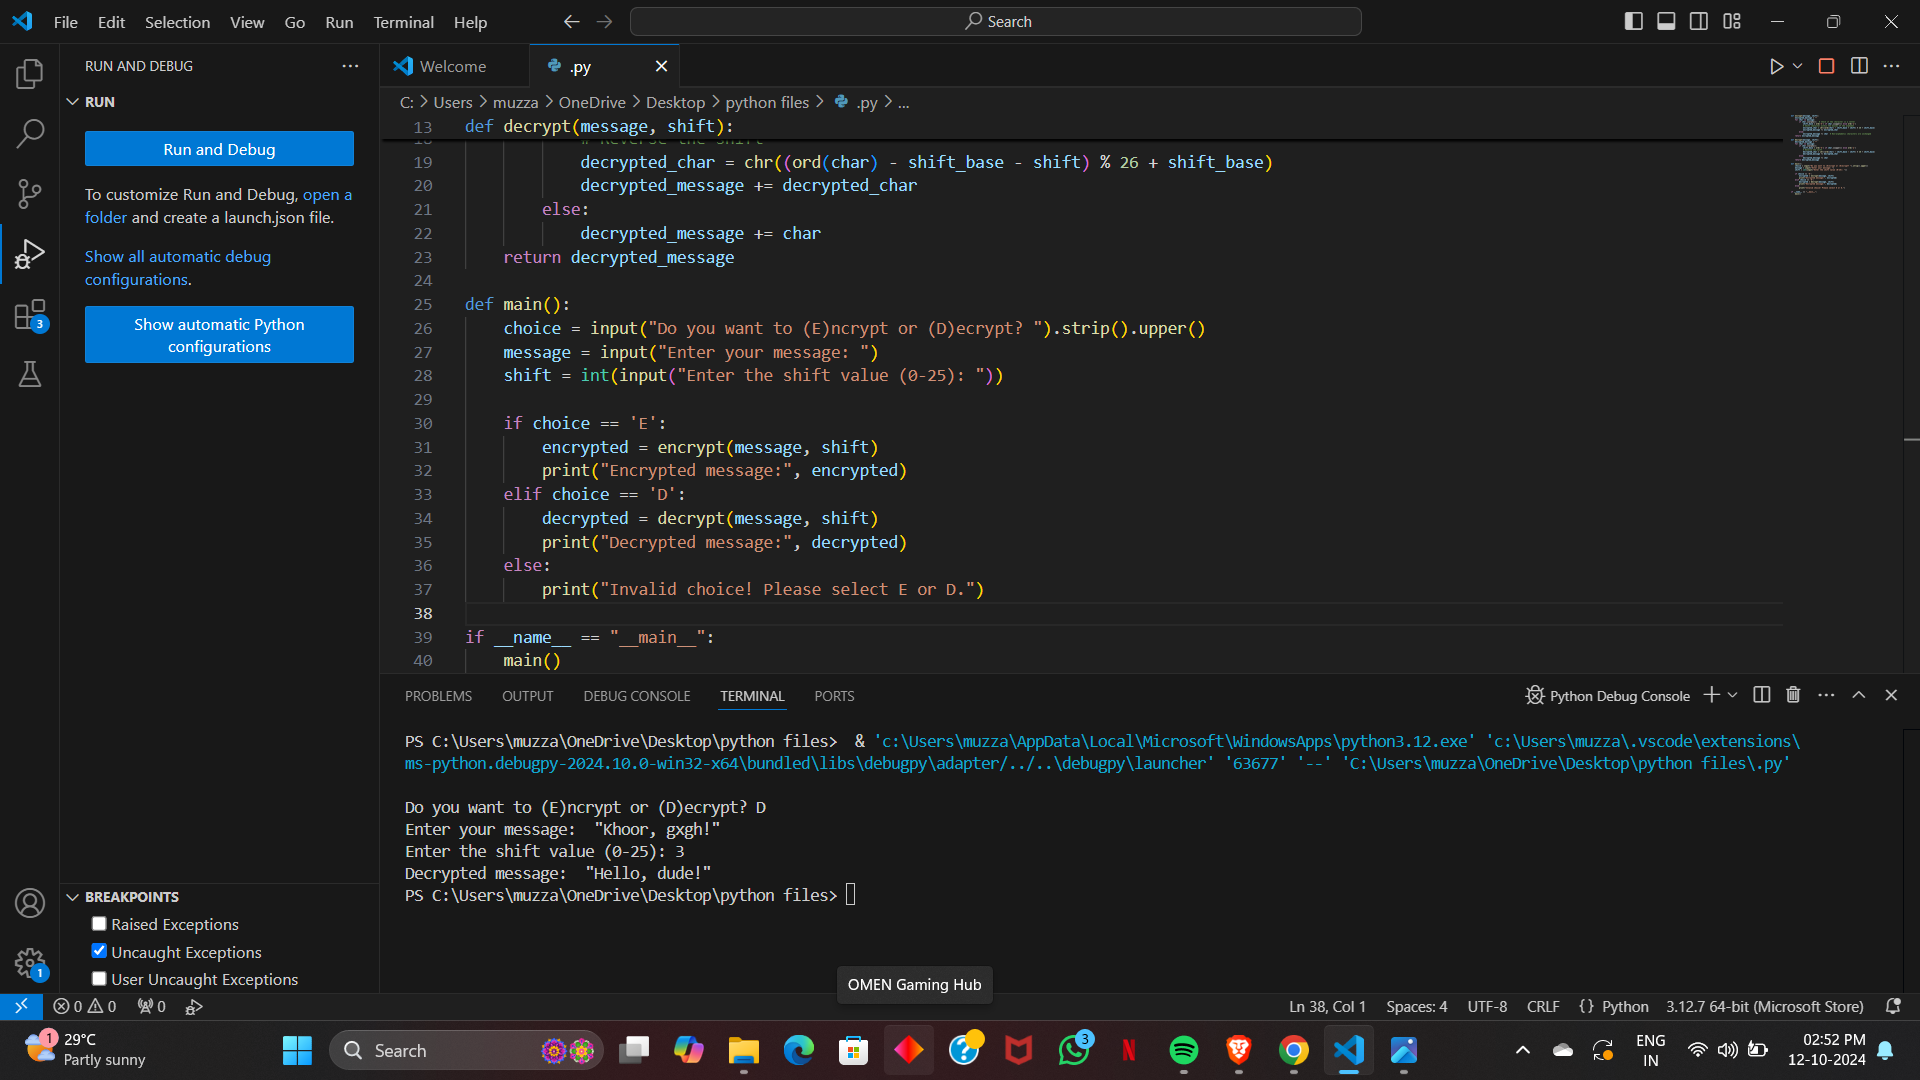 File Edit Selection View Go Run Terminal Help
Search
RUN AND DEBUG
RUN
Run and Debug
To customize Run and Debug, open a
folder and create a launch.json file.
Show all automatic debug
configurations.
Show automatic Python
configurations
3
Welcome
.py
C: > Users > muzza > OneDrive > Desktop > python files > .py > ...
13 def decrypt(message, shift):
19 decrypted_char = chr((ord(char) - shift_base - shift) % 26 + shift_base)
20 decrypted_message += decrypted_char
21 else:
22 decrypted_message += char
23 return decrypted_message
24
25 def main():
26 choice = input("Do you want to (E)ncrypt or (D)ecrypt? ").strip().upper()
27 message = input("Enter your message: ")
28 shift = int(input("Enter the shift value (0-25): "))
29
30 if choice == 'E':
31 encrypted = encrypt(message, shift)
32 print("Encrypted message:", encrypted)
33 elif choice == 'D':
34 decrypted = decrypt(message, shift)
35 print("Decrypted message:", decrypted)
36 else:
37 print("Invalid choice! Please select E or D.")
38
39 if __name__ == "__main__":
40 main()
PROBLEMS OUTPUT DEBUG CONSOLE TERMINAL PORTS
Python Debug Console
PS C:\Users\muzza\OneDrive\Desktop\python files>  & 'c:\Users\muzza\AppData\Local\Microsoft\WindowsApps\python3.12.exe' 'c:\Users\muzza\.vscode\extensions\
ms-python.debugpy-2024.10.0-win32-x64\bundled\libs\debugpy\adapter/../..\debugpy\launcher' '63677' '--' 'C:\Users\muzza\OneDrive\Desktop\python files\.py'
Do you want to (E)ncrypt or (D)ecrypt? D
Enter your message:  "Khoor, gxgh!"
Enter the shift value (0-25): 3
Decrypted message:  "Hello, dude!"
PS C:\Users\muzza\OneDrive\Desktop\python files>
BREAKPOINTS
Raised Exceptions
Uncaught Exceptions
User Uncaught Exceptions
1
OMEN Gaming Hub
0 0 0
Ln 38, Col 1 Spaces: 4 UTF-8 CRLF {} Python 3.12.7 64-bit (Microsoft Store)
1
29°C
Partly sunny
Search
3
ENG
IN
02:52 PM
12-10-2024